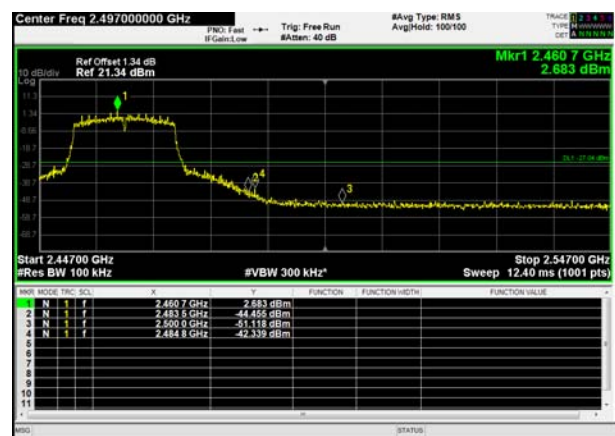 Center Freq 2.497000000 GHz
PNO: Fast
IFGain:Low
Trig: Free Run
#Atten: 40 dB
#Avg Type: RMS
Avg|Hold: 100/100
TRACE 1 2 3 4 5 6
TYPE
DET A N N N N N
Ref Offset 1.34 dB
10 dB/div Ref 21.34 dBm
Log
Mkr1 2.460 7 GHz
2.683 dBm
11.3
1.34
-8.66
-18.7
-28.7
-38.7
-48.7
-58.7
-68.7
1
2 4
3
DL1 -27.04 dBm
Start 2.44700 GHz
Stop 2.54700 GHz
#Res BW 100 kHz
#VBW 300 kHz*
Sweep 12.40 ms (1001 pts)
MKR MODE TRC SCL X Y FUNCTION FUNCTION WIDTH FUNCTION VALUE
1 N 1 f 2.460 7 GHz 2.683 dBm
2 N 1 f 2.483 5 GHz -44.455 dBm
3 N 1 f 2.500 0 GHz -51.118 dBm
4 N 1 f 2.484 8 GHz -42.339 dBm
5
6
7
8
9
10
11
MSG
STATUS